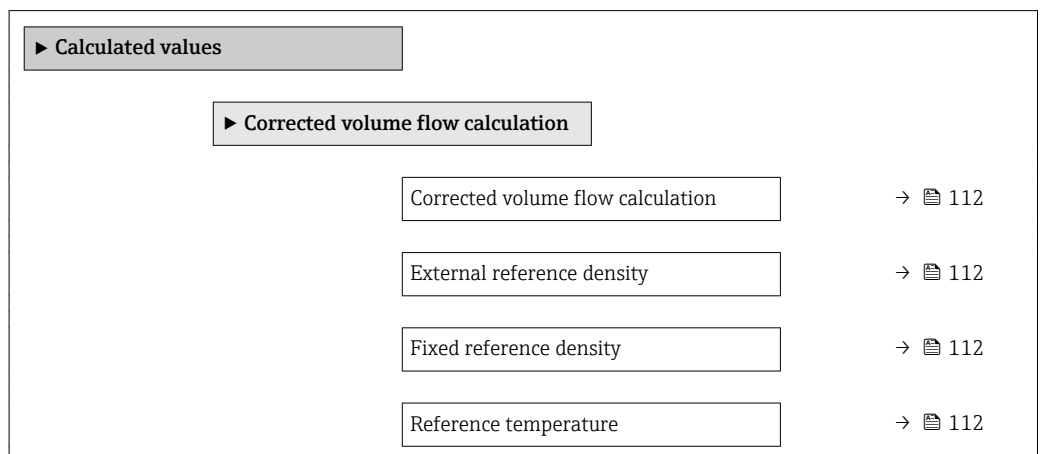 ▶ Calculated values
▶ Corrected volume flow calculation
Corrected volume flow calculation → 112
External reference density → 112
Fixed reference density → 112
Reference temperature → 112